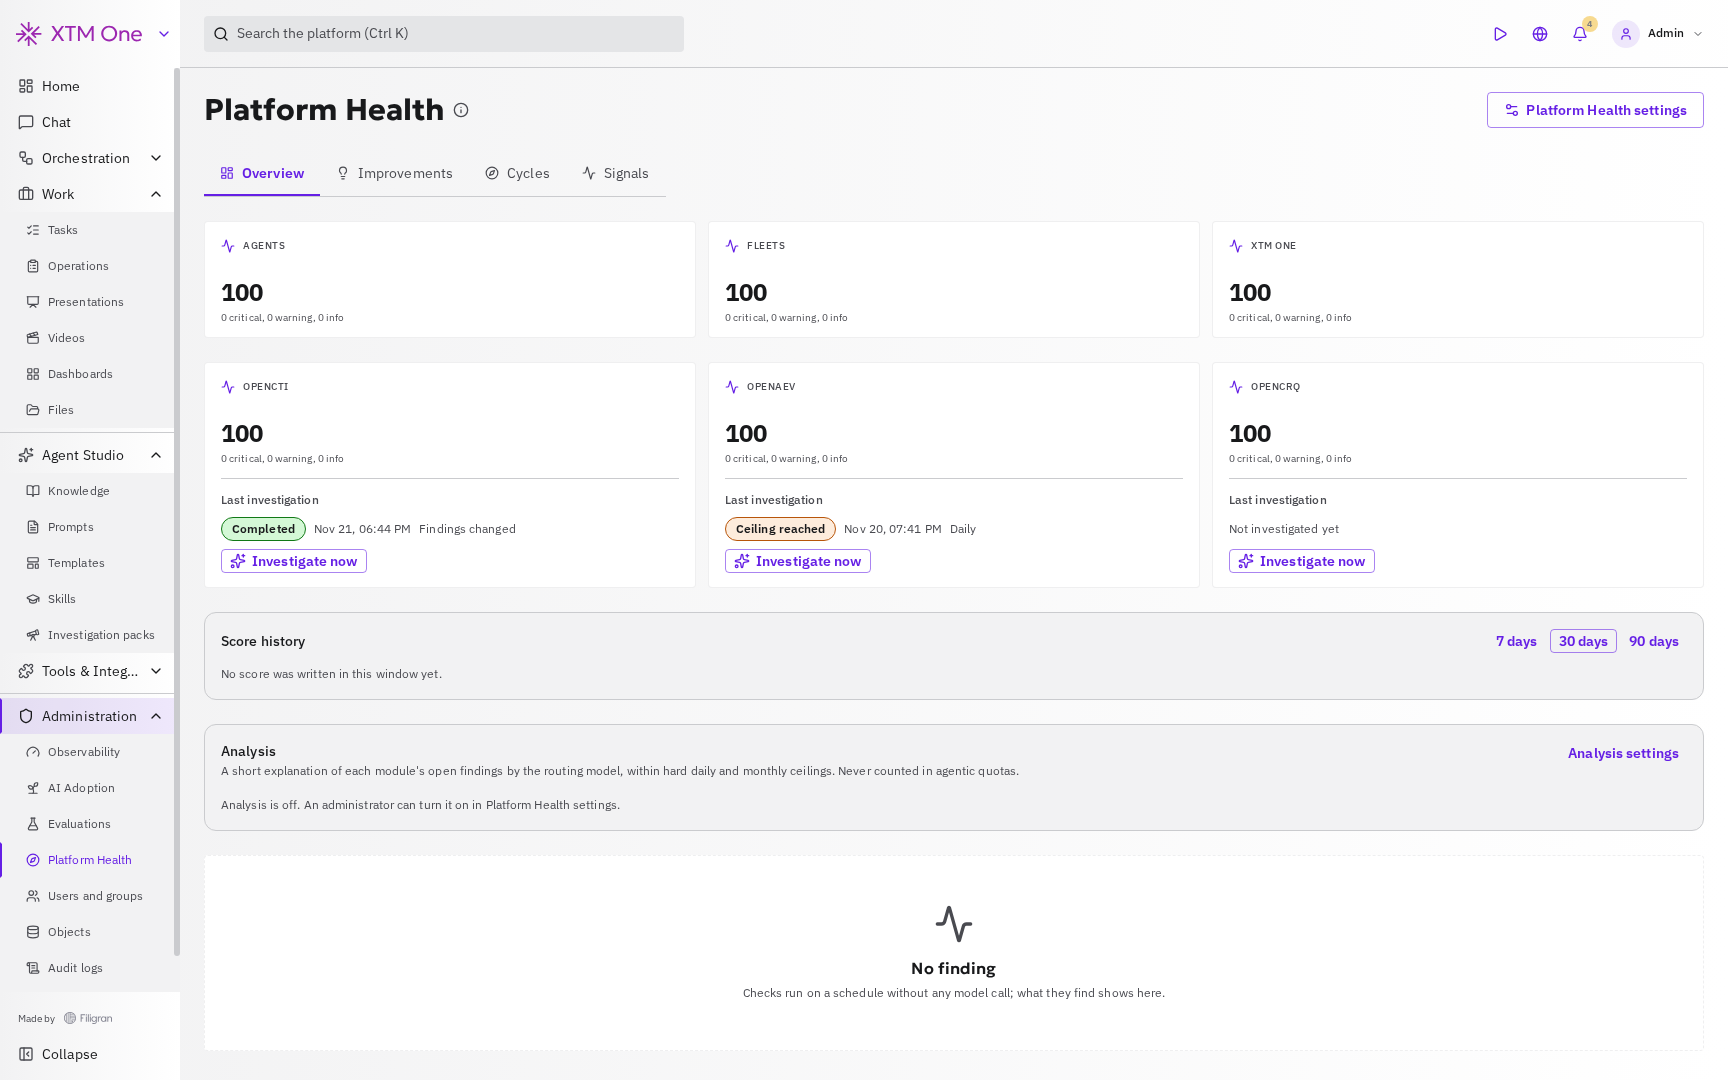 XTM One
Search the platform (Ctrl K)
4
Admin
Home
Chat
Orchestration
Work
Tasks
Operations
Presentations
Videos
Dashboards
Files
Agent Studio
Knowledge
Prompts
Templates
Skills
Investigation packs
Tools & Integ...
Administration
Observability
AI Adoption
Evaluations
Platform Health
Users and groups
Objects
Audit logs
Made by Filigran
Collapse
Platform Health
Platform Health settings
Overview Improvements Cycles Signals
AGENTS
100
0 critical, 0 warning, 0 info
FLEETS
100
0 critical, 0 warning, 0 info
XTM ONE
100
0 critical, 0 warning, 0 info
OPENCTI
100
0 critical, 0 warning, 0 info
Last investigation
Completed Nov 21, 06:44 PM Findings changed
Investigate now
OPENAEV
100
0 critical, 0 warning, 0 info
Last investigation
Ceiling reached Nov 20, 07:41 PM Daily
Investigate now
OPENCRQ
100
0 critical, 0 warning, 0 info
Last investigation
Not investigated yet
Investigate now
Score history
7 days 30 days 90 days
No score was written in this window yet.
Analysis
Analysis settings
A short explanation of each module's open findings by the routing model, within hard daily and monthly ceilings. Never counted in agentic quotas.
Analysis is off. An administrator can turn it on in Platform Health settings.
No finding
Checks run on a schedule without any model call; what they find shows here.